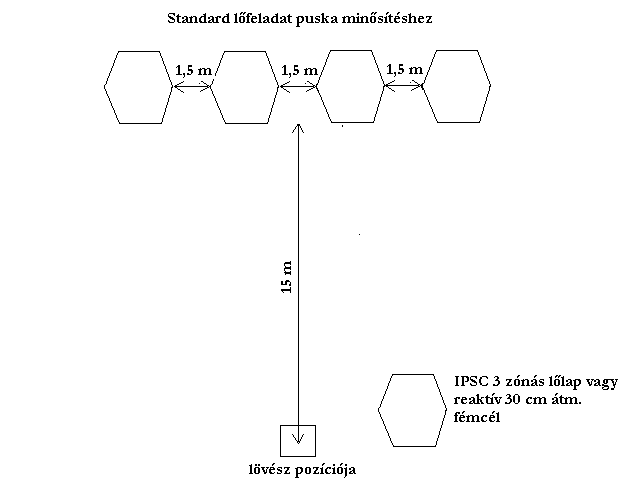 Standard lőfeladat puska minősítéshez
1,5 m
1,5 m
1,5 m
15 m
IPSC 3 zónás lőlap vagy
reaktív 30 cm átm.
fémcél
lövész pozíciója